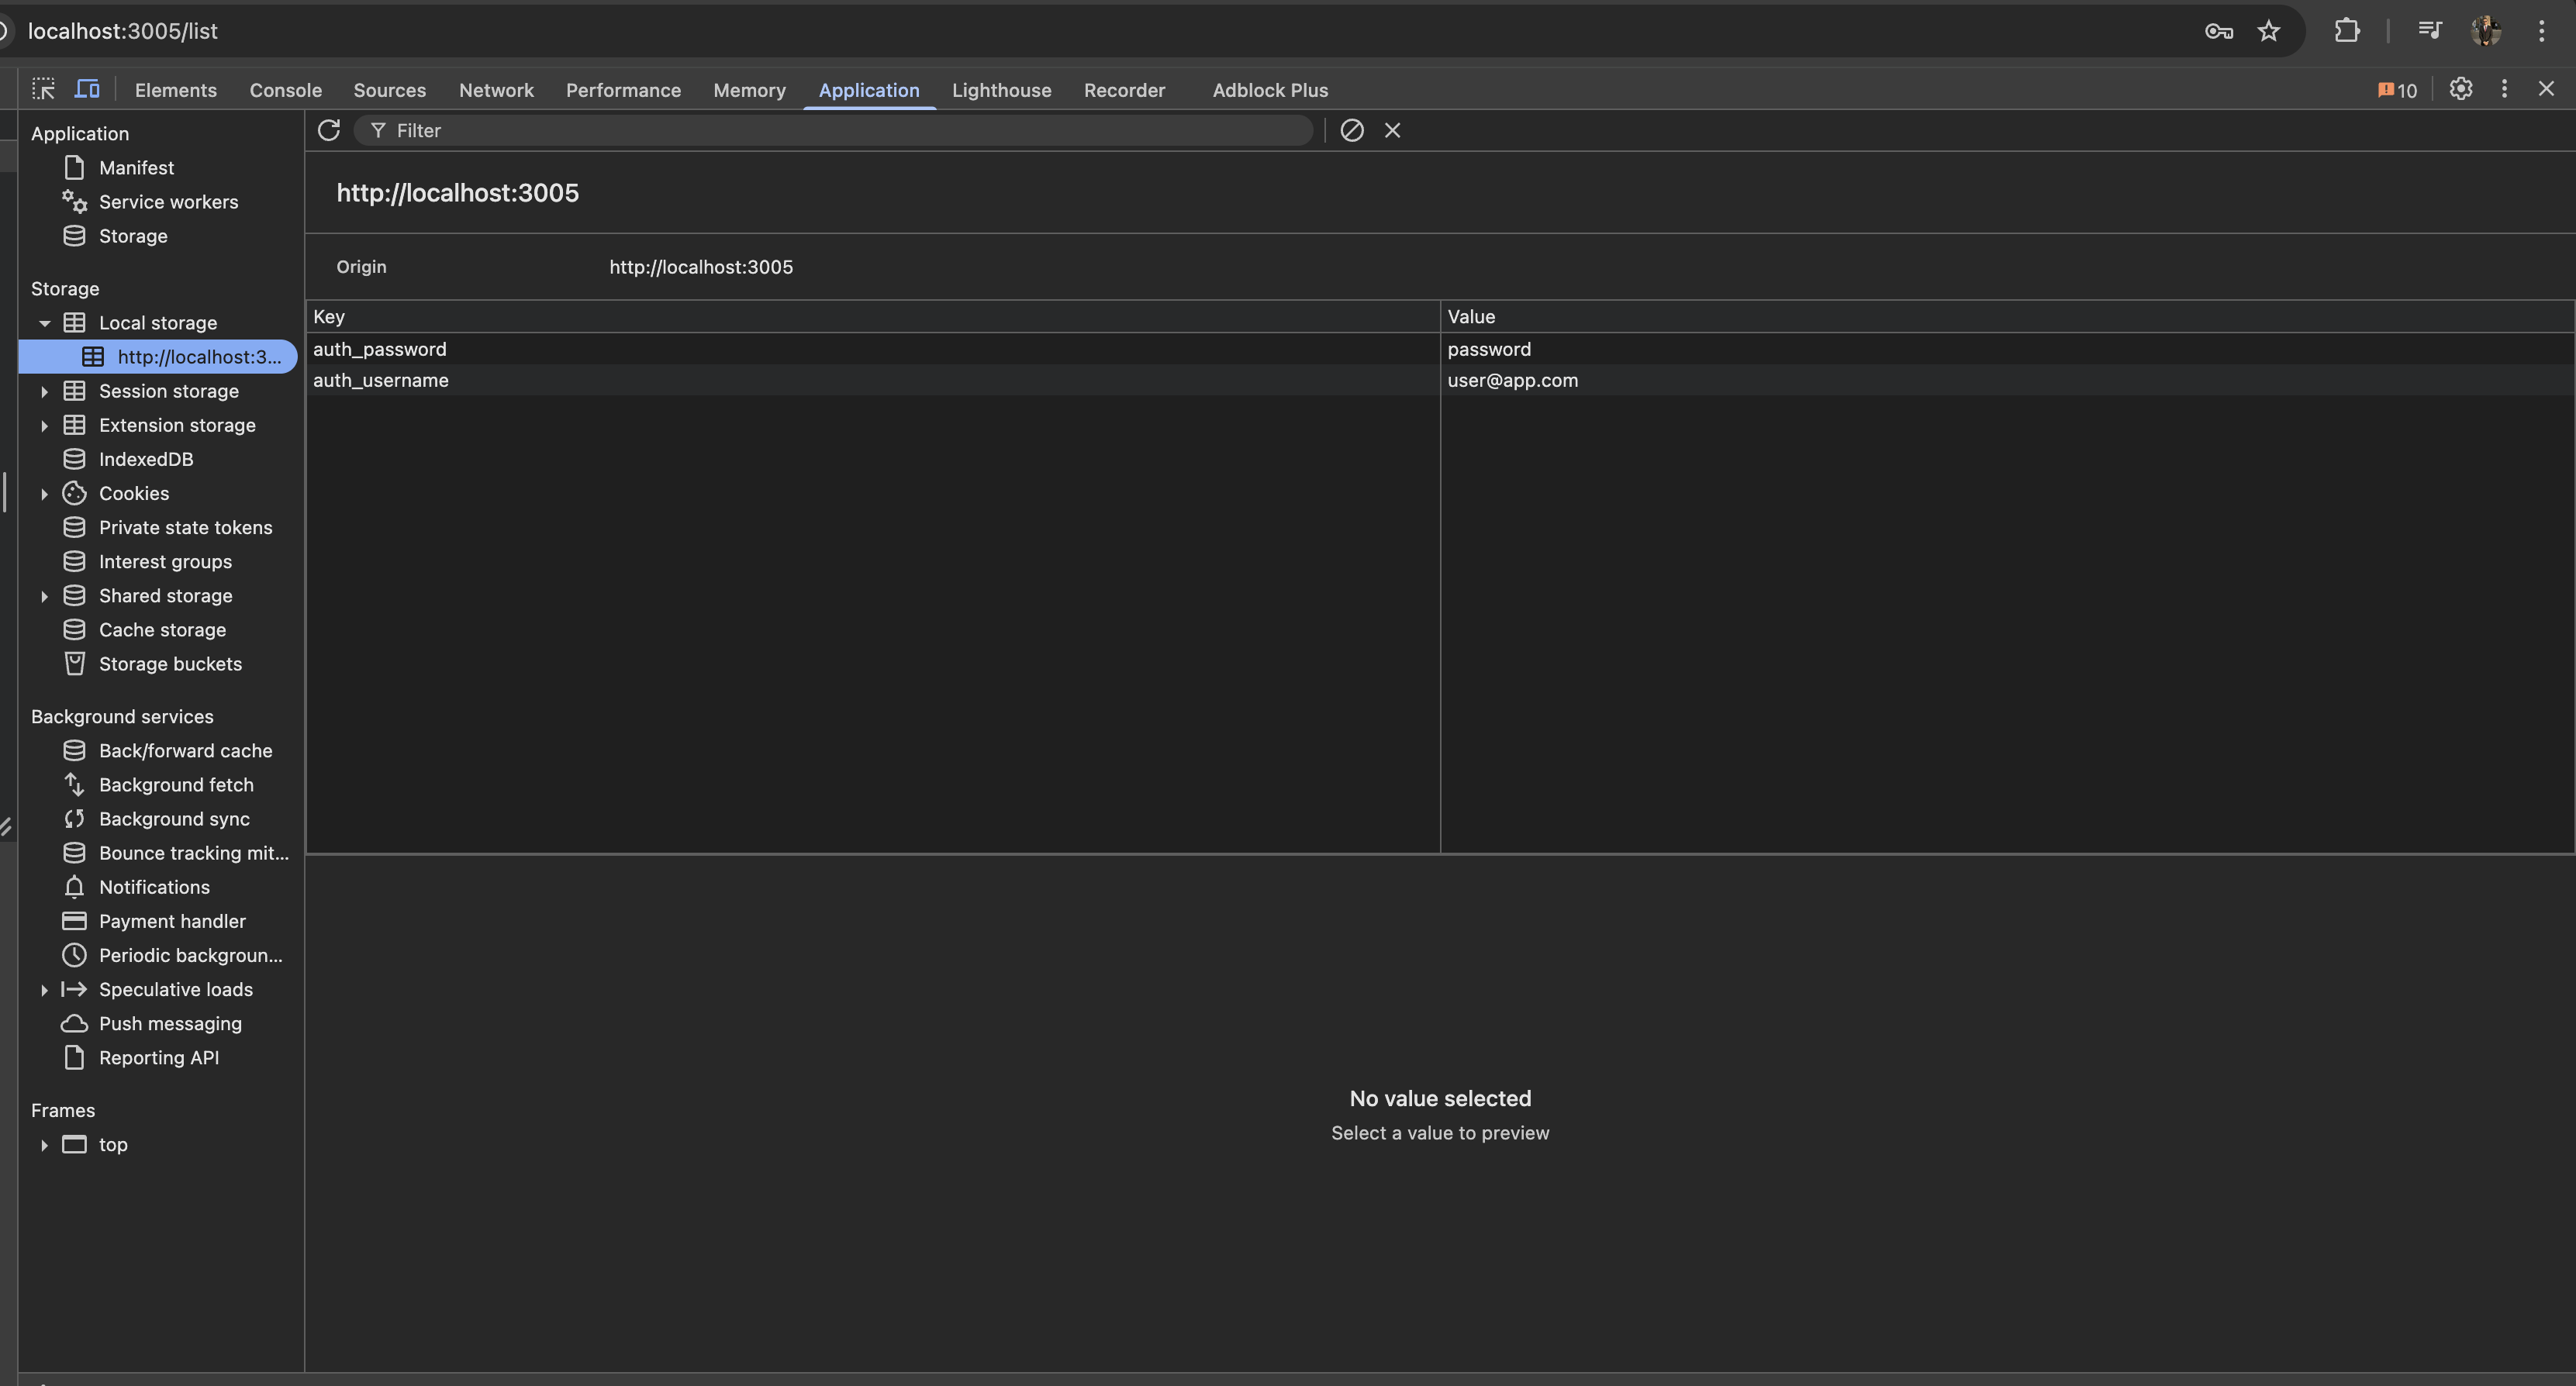 localhost:3005/list
Elements Console Sources Network Performance Memory Application Lighthouse Recorder Adblock Plus 10
Application
Manifest
Service workers
Storage
Storage
Local storage
http://localhost:3...
Session storage
Extension storage
IndexedDB
Cookies
Private state tokens
Interest groups
Shared storage
Cache storage
Storage buckets
Background services
Back/forward cache
Background fetch
Background sync
Bounce tracking mit...
Notifications
Payment handler
Periodic backgroun...
Speculative loads
Push messaging
Reporting API
Frames
top
Filter
http://localhost:3005
Origin http://localhost:3005
Key Value
auth_password password
auth_username user@app.com
No value selected
Select a value to preview